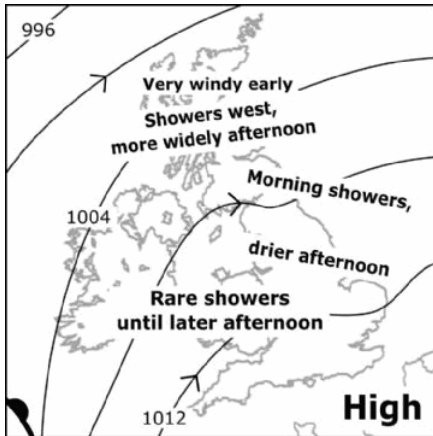 996
Very windy early
Showers west,
more widely afternoon
Morning showers,
1004
drier afternoon
Rare showers
until later afternoon
1012
High